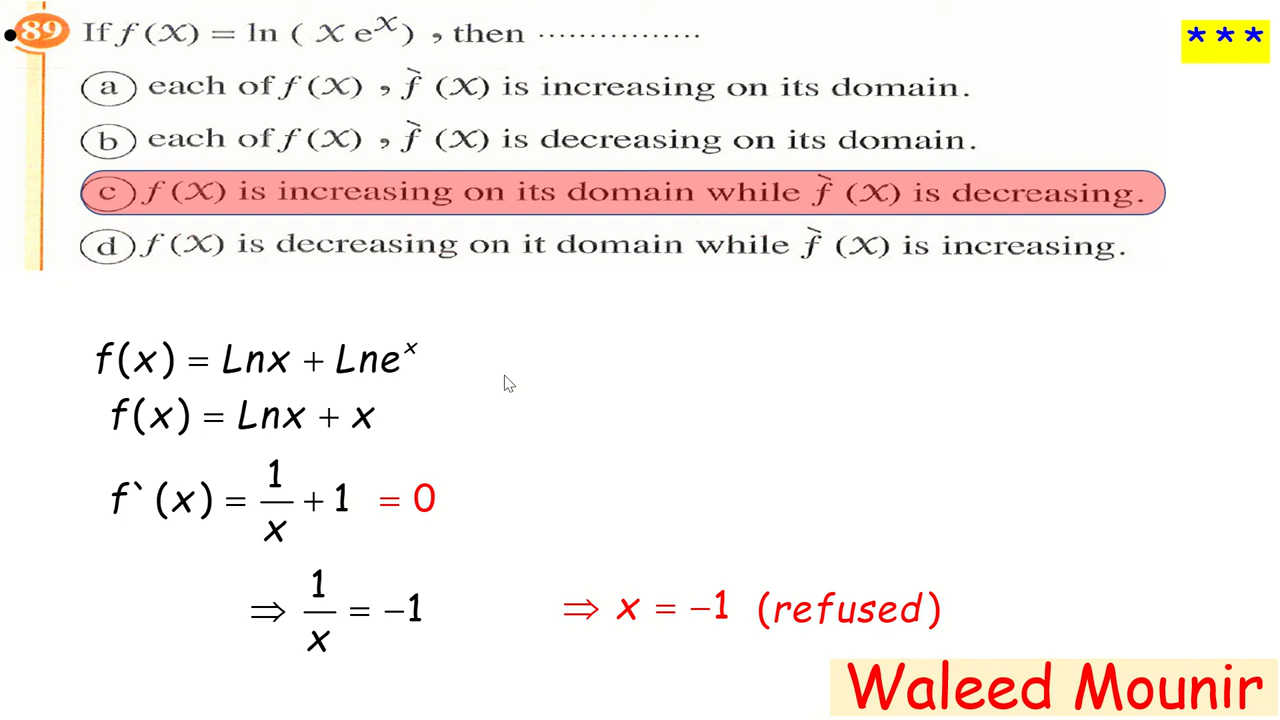 • 89 If f (X) = ln ( X eˣ) , then ................
* * *
a each of f (X) , f` (X) is increasing on its domain.
b each of f (X) , f` (X) is decreasing on its domain.
c f (X) is increasing on its domain while f` (X) is decreasing.
d f (X) is decreasing on it domain while f` (X) is increasing.
f(x) = Lnx + Lneˣ
f(x) = Lnx + x
f`(x) = 1/x + 1 = 0
⇒ 1/x = −1 ⇒ x = −1 (refused)
Waleed Mounir